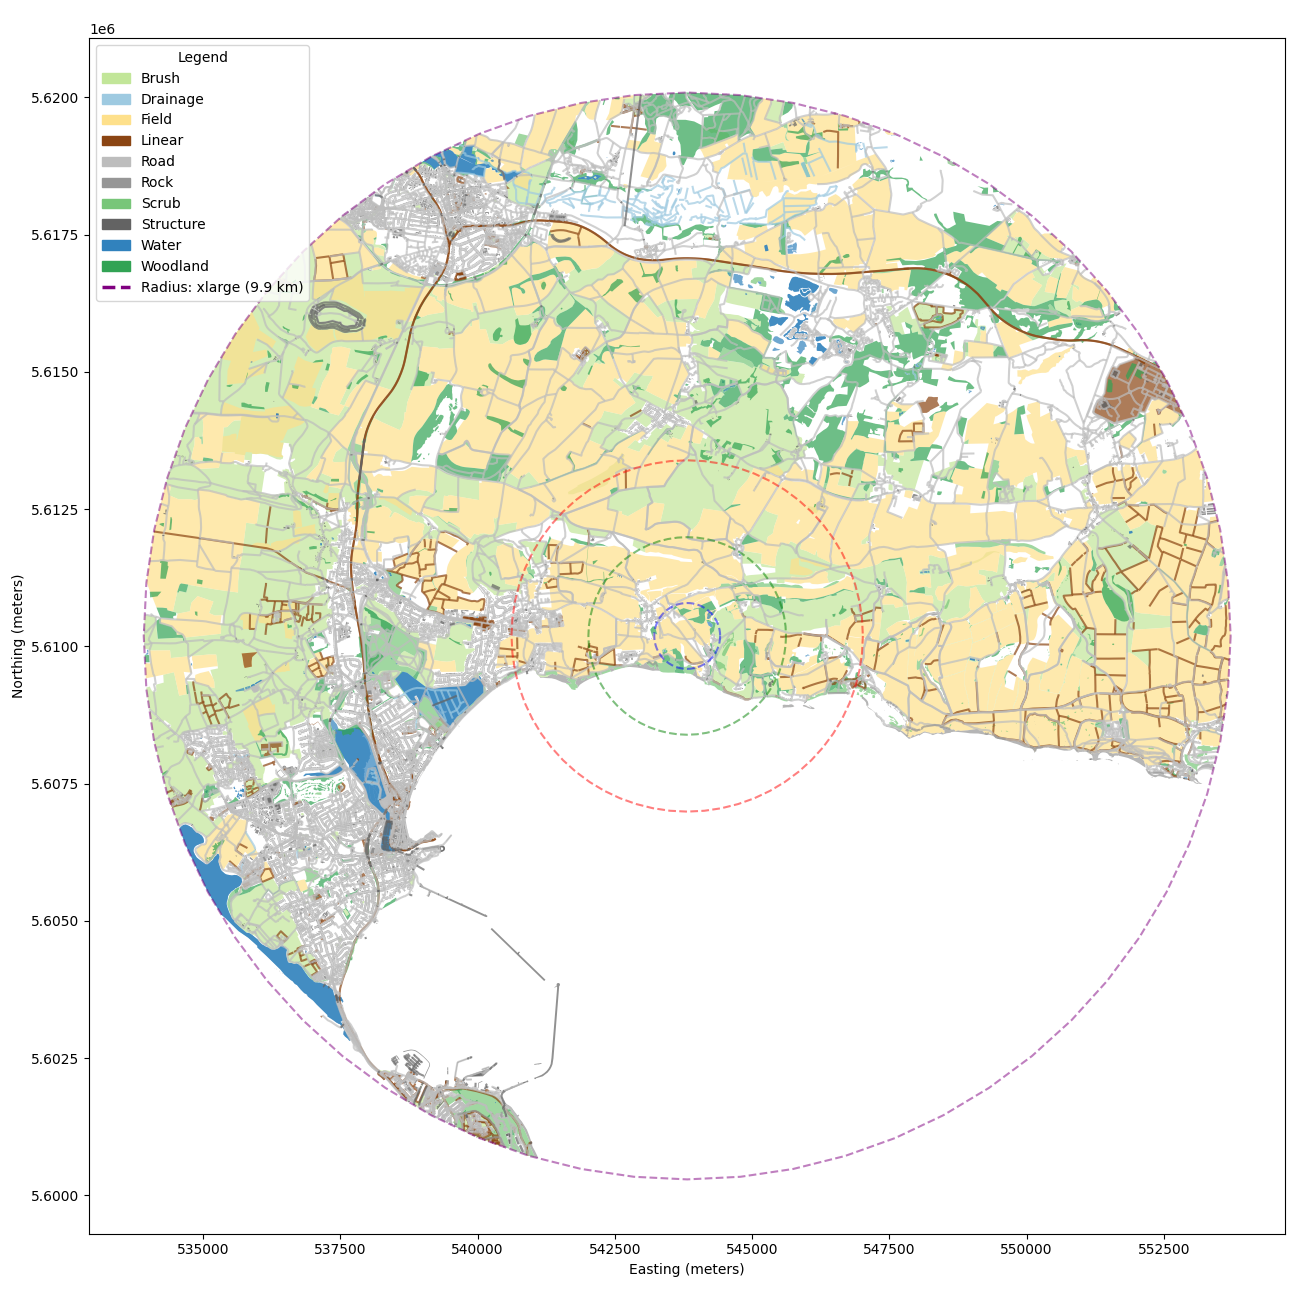 1e6
Legend
Brush
Drainage
Field
Linear
Road
Rock
Scrub
Structure
Water
Woodland
Radius: xlarge (9.9 km)
5.6200
5.6175
5.6150
5.6125
5.6100
5.6075
5.6050
5.6025
5.6000
Northing (meters)
535000 537500 540000 542500 545000 547500 550000 552500
Easting (meters)